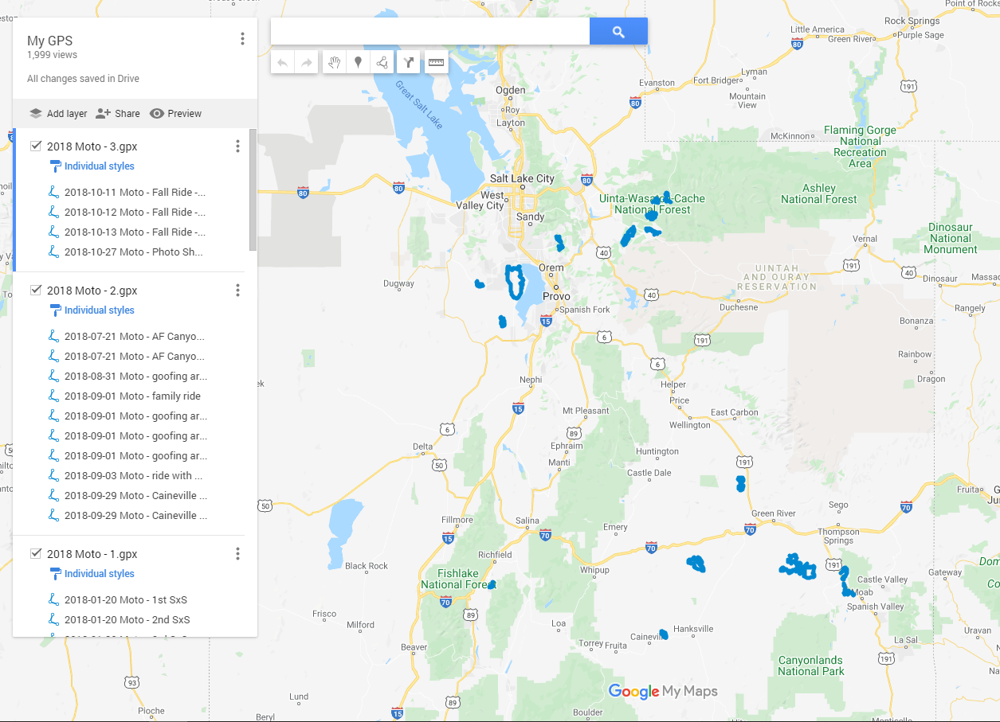 My GPS
1,999 views
All changes saved in Drive
Add layer
Share
Preview
2018 Moto - 3.gpx
Individual styles
2018-10-11 Moto - Fall Ride -...
2018-10-12 Moto - Fall Ride -...
2018-10-13 Moto - Fall Ride -...
2018-10-27 Moto - Photo Sh...
2018 Moto - 2.gpx
Individual styles
2018-07-21 Moto - AF Canyo...
2018-07-21 Moto - AF Canyo...
2018-08-31 Moto - goofing ar...
2018-09-01 Moto - family ride
2018-09-01 Moto - goofing ar...
2018-09-01 Moto - goofing ar...
2018-09-01 Moto - goofing ar...
2018-09-03 Moto - ride with ...
2018-09-29 Moto - Caineville ...
2018-09-29 Moto - Caineville ...
2018 Moto - 1.gpx
Individual styles
2018-01-20 Moto - 1st SxS
2018-01-20 Moto - 2nd SxS
Point of Rocks
Rock Springs
Little America
Green River
Purple Sage
80
Lyman
Evanston
Fort Bridger
191
Mountain
View
80
Ogden
Roy
Layton
Great Salt Lake
McKinnon
Flaming Gorge
National
Recreation
Area
Salt Lake City
80
80
80
West
Valley City
Sandy
Uinta-Wasatch-Cache
National Forest
Ashley
National Forest
Dinosaur
National
Monument
Vernal
40
191
40
Dinosaur
Massa
Orem
Provo
Dugway
UINTAH
AND OURAY
RESERVATION
40
Duchesne
Rangely
Spanish Fork
15
Bonanza
6
191
Rainbow
6
Dragon
Nephi
Helper
Price
15
Mt Pleasant
East Carbon
Wellington
6
89
Delta
Ephraim
Huntington
50
Manti
191
Castle Dale
50
Fruita
Sego
70
Green River
Fillmore
Salina
Emery
70
Thompson
Springs
15
70
70
Richfield
Black Rock
Whipup
191
Gateway
Fishlake
National Forest
Castle Valley
Moab
70
Spanish Valley
89
Frisco
Milford
Loa
Hanksville
Caineville
Torrey
Fruita
Beaver
La Sal
Uravan
191
Canyonlands
National Park
93
Google My Maps
Lund
89
Pioche
Boulder
15
Beryl
Monticello